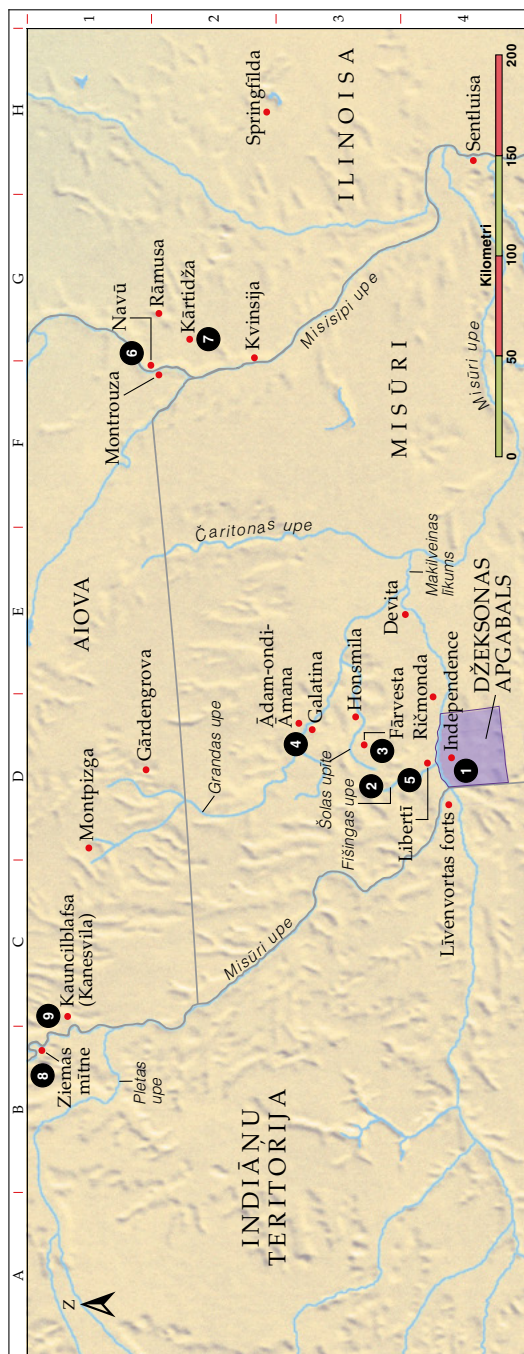 A
B
C
D
E
F
G
H
1
2
3
4
Z
8
Ziemas
mītne
9
Kauncilblafsa
(Kanesvila)
Pletas
upe
INDIĀŅU
TERITORIJA
Misūri upe
Montpizga
Gārdengrova
AIOVA
Grandas upe
4
Ādam-ondi-
Āmana
Galatina
Šolas upīte
Honsmila
Fišingas upe
2
3
Fārvesta
5
Libertī
Ričmonda
Līvenvortas forts
Independence
1
DŽEKSONAS
APGABALS
Devita
Makilveinas
līkums
Čaritonas upe
Montrouza
6
Navū
Rāmusa
Kārtidža
7
Kvinsija
Misisipi upe
MISŪRI
Misūri upe
Springfilda
ILINOISA
Sentluisa
Kilometri
0
50
100
150
200